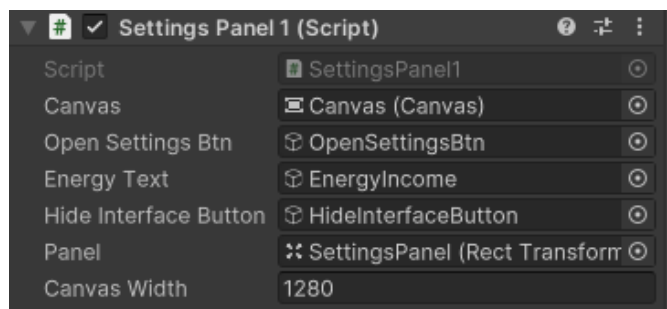 Settings Panel 1 (Script)
Script SettingsPanel1
Canvas Canvas (Canvas)
Open Settings Btn OpenSettingsBtn
Energy Text EnergyIncome
Hide Interface Button HideInterfaceButton
Panel SettingsPanel (Rect Transform
Canvas Width 1280